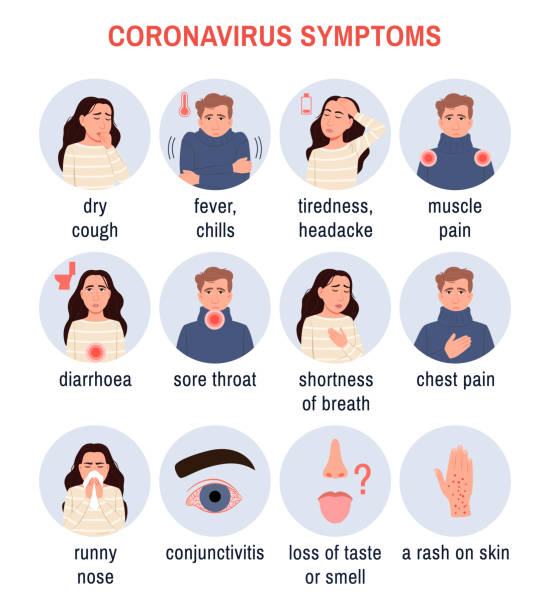 CORONAVIRUS SYMPTOMS
dry
cough
fever,
chills
tiredness,
headacke
muscle
pain
diarrhoea
sore throat
shortness
of breath
chest pain
runny
nose
conjunctivitis
loss of taste
or smell
a rash on skin
?